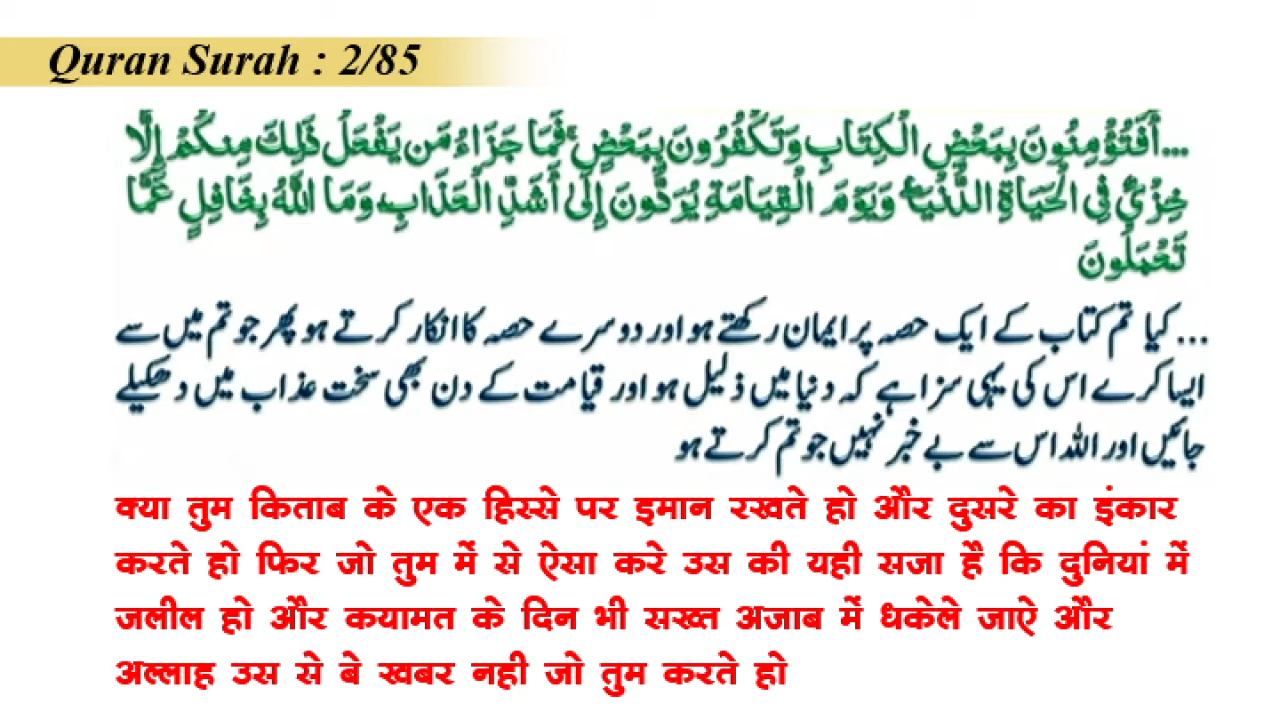 Quran Surah : 2/85
...أَفَتُؤْمِنُونَ بِبَعْضِ الْكِتَابِ وَتَكْفُرُونَ بِبَعْضٍ ۚ فَمَا جَزَاءُ مَن يَفْعَلُ ذَٰلِكَ مِنكُمْ إِلَّا
خِزْيٌ فِي الْحَيَاةِ الدُّنْيَا ۖ وَيَوْمَ الْقِيَامَةِ يُرَدُّونَ إِلَىٰ أَشَدِّ الْعَذَابِ ۗ وَمَا اللَّهُ بِغَافِلٍ عَمَّا
تَعْمَلُونَ
... کیا تم کتاب کے ایک حصہ پر ایمان رکھتے ہو اور دوسرے حصہ کا انکار کرتے ہو پھر جو تم میں سے
ایسا کرے اس کی یہی سزا ہے کہ دنیا میں ذلیل ہو اور قیامت کے دن بھی سخت عذاب میں دھکیلے
جائیں اور اللہ اس سے بے خبر نہیں جو تم کرتے ہو
क्या तुम किताब के एक हिस्से पर इमान रखते हो और दुसरे का इंकार
करते हो फिर जो तुम में से ऐसा करे उस की यही सजा है कि दुनियां में
जलील हो और कयामत के दिन भी सख्त अजाब में धकेले जाऐ और
अल्लाह उस से बे खबर नही जो तुम करते हो